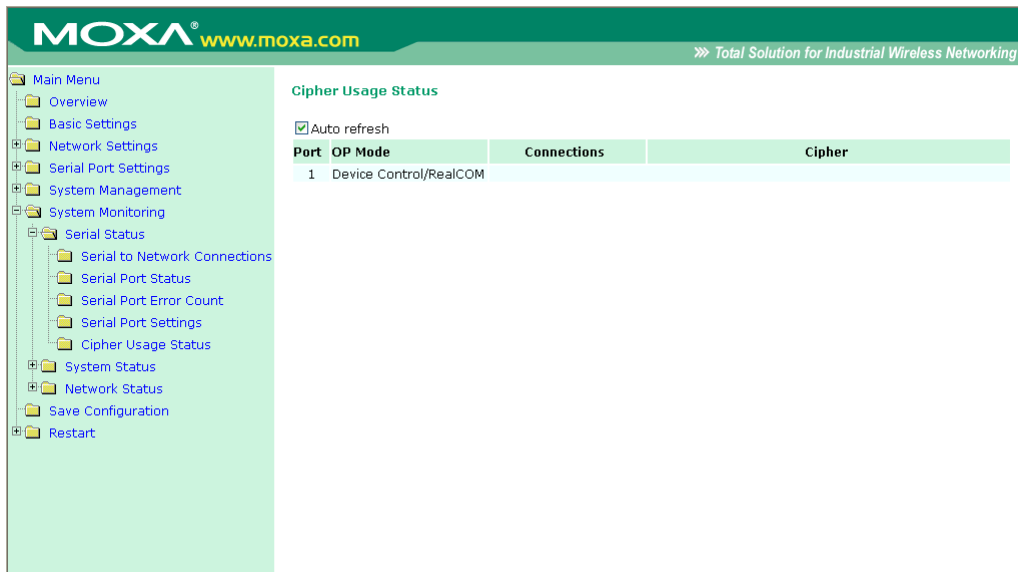 MOXA® www.moxa.com
Total Solution for Industrial Wireless Networking
Main Menu
Overview
Basic Settings
Network Settings
Serial Port Settings
System Management
System Monitoring
Serial Status
Serial to Network Connections
Serial Port Status
Serial Port Error Count
Serial Port Settings
Cipher Usage Status
System Status
Network Status
Save Configuration
Restart
Cipher Usage Status
Auto refresh
Port OP Mode Connections Cipher
1 Device Control/RealCOM